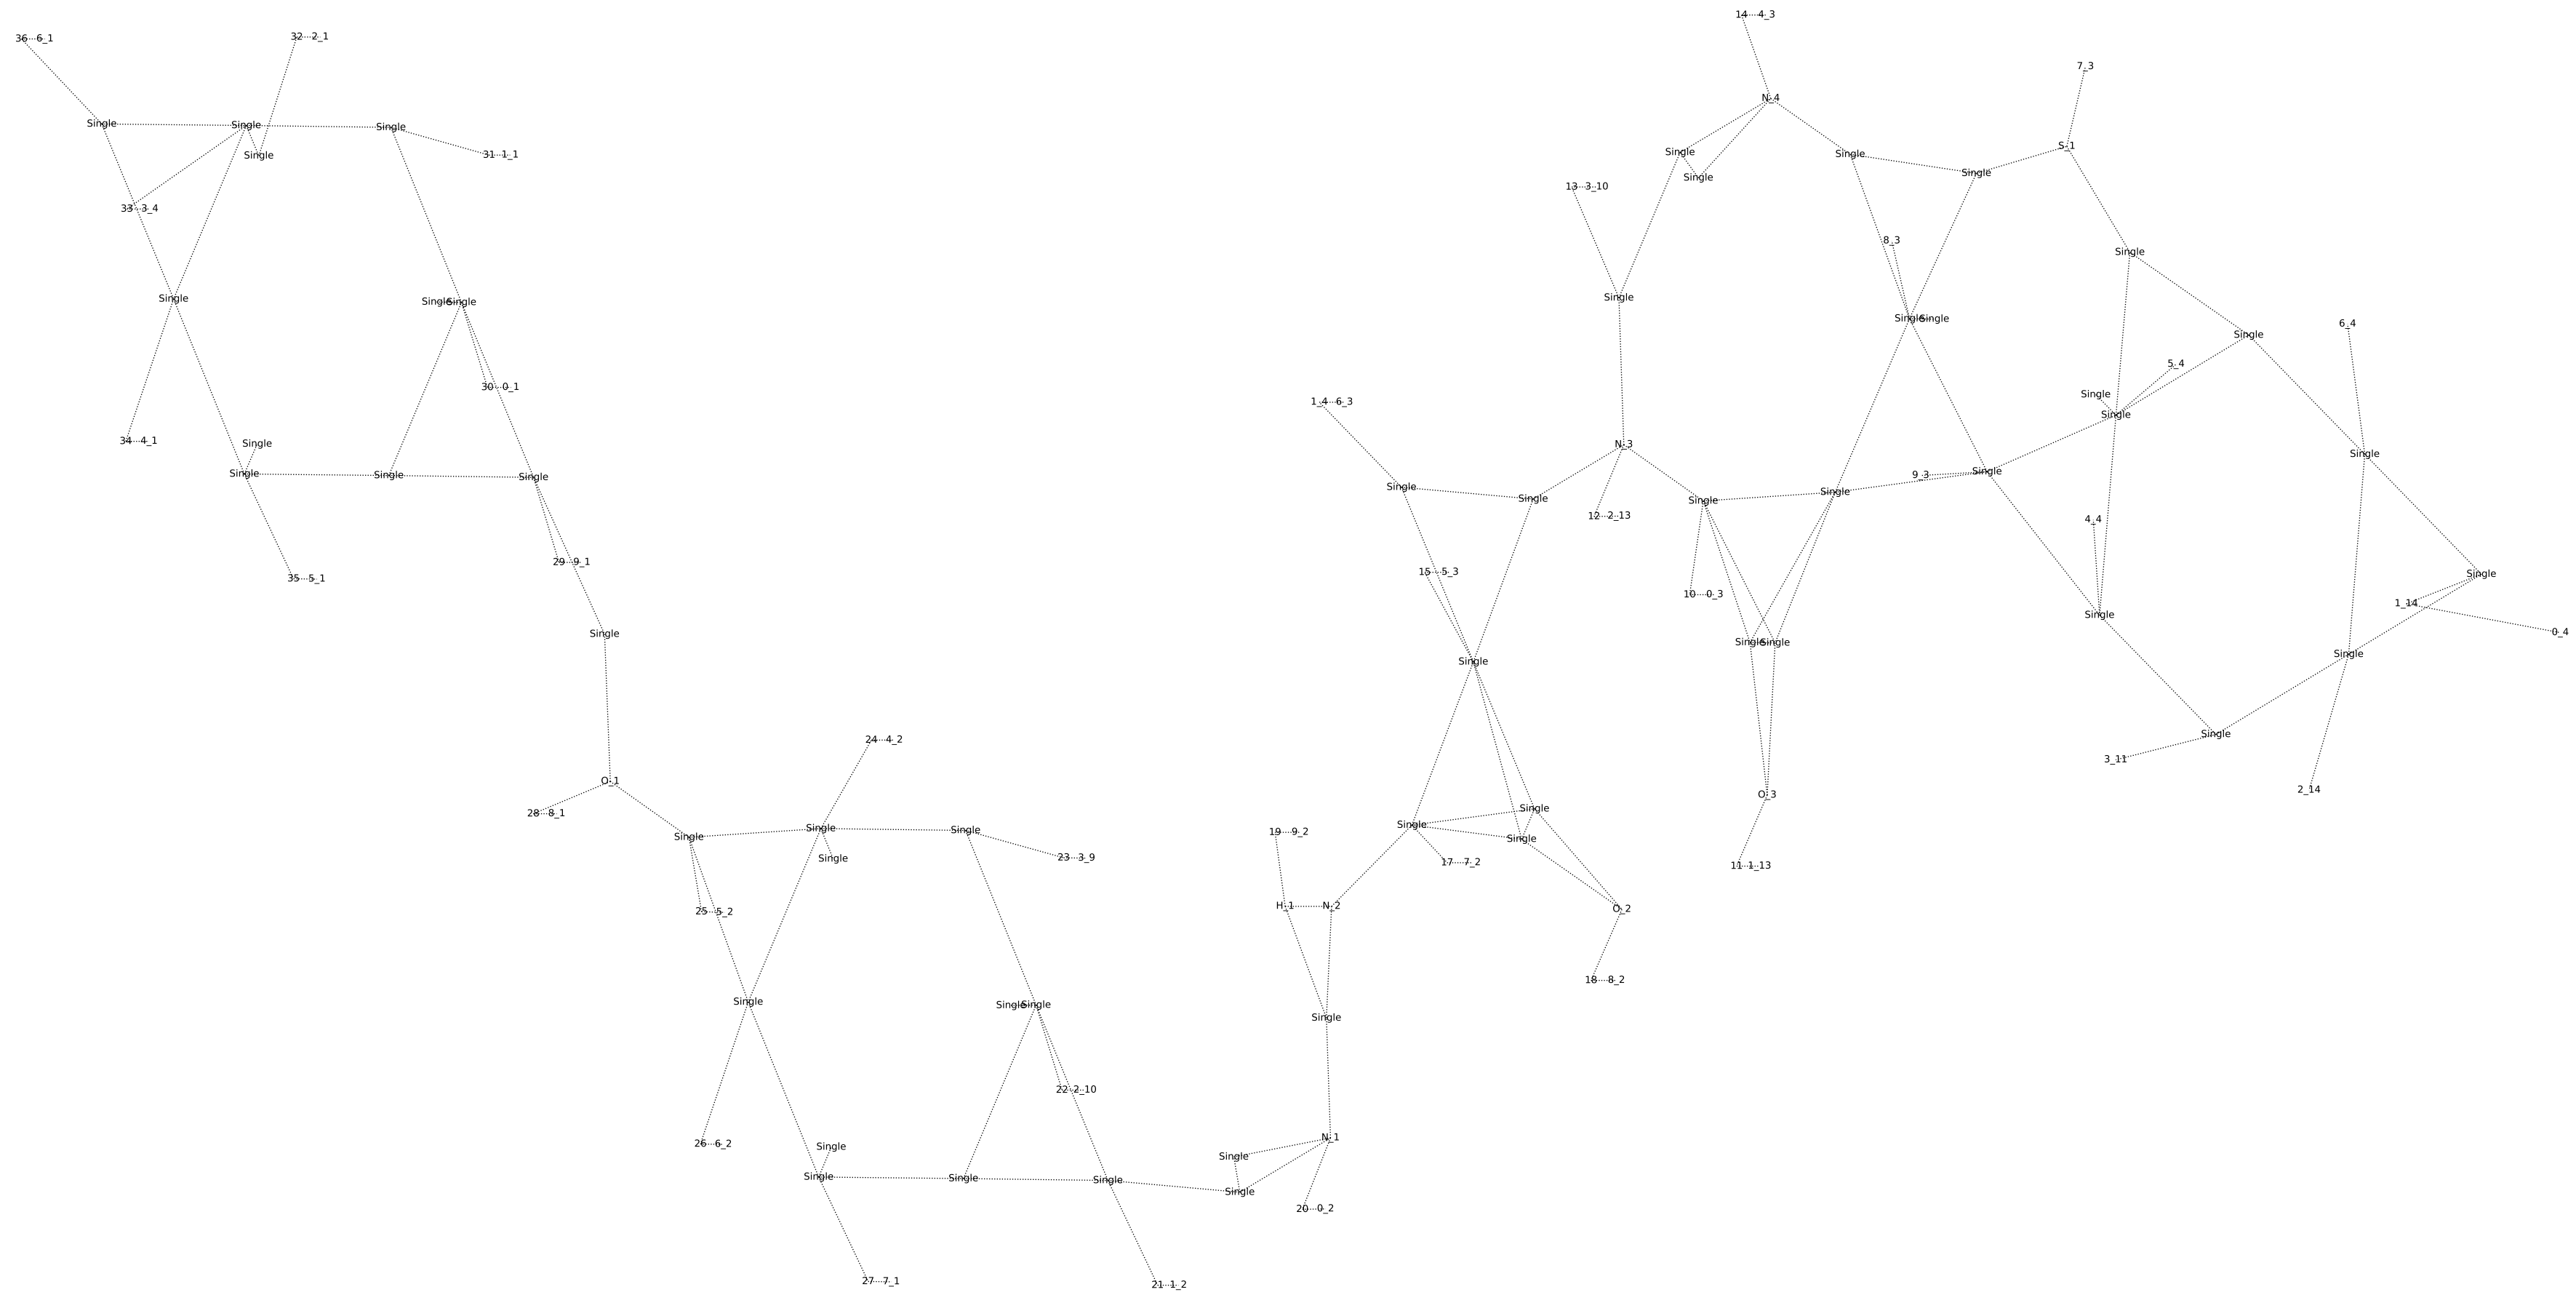 14 4_3
36 6_1
32 2_1
7_3
N_4
Single
Single
Single
S_1
Single
Single
31 1_1
Single
Single
Single
Single
13 3_10
33 3_4
8_3
Single
Single
Single
Single
Single
Single
Single
6_4
Single
5_4
30 0_1
Single
1_4 6_3
Single
34 4_1
Single
N_3
Single
Single
Single
Single
9_3
Single
Single
Single
Single
Single
12 2_13
4_4
29 9_1
15 5_3
Single
35 5_1
10 0_3
1_14
Single
0_4
Single
Single
Single
Single
Single
Single
24 4_2
3_11
O_1
2_14
O_3
Single
28 8_1
Single
Single
Single
19 9_2
Single
Single
Single
23 3_9
17 7_2
11 1_13
H_1
N_2
O_2
25 5_2
18 8_2
Single
Single
Single
Single
22 2_10
N_1
26 6_2
Single
Single
Single
Single
Single
Single
20 0_2
27 7_1
21 1_2